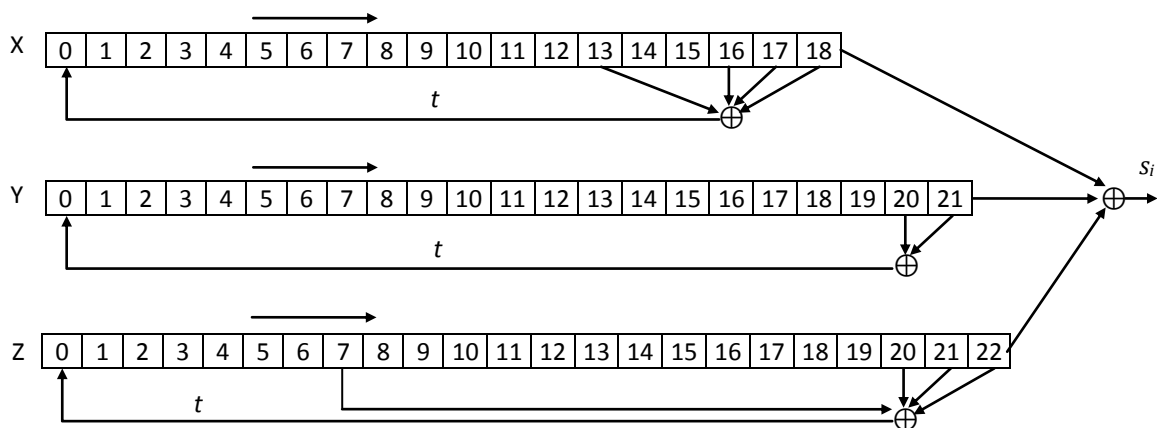 X 0 1 2 3 4 5 6 7 8 9 10 11 12 13 14 15 16 17 18
t
Y 0 1 2 3 4 5 6 7 8 9 10 11 12 13 14 15 16 17 18 19 20 21
sᵢ
t
Z 0 1 2 3 4 5 6 7 8 9 10 11 12 13 14 15 16 17 18 19 20 21 22
t